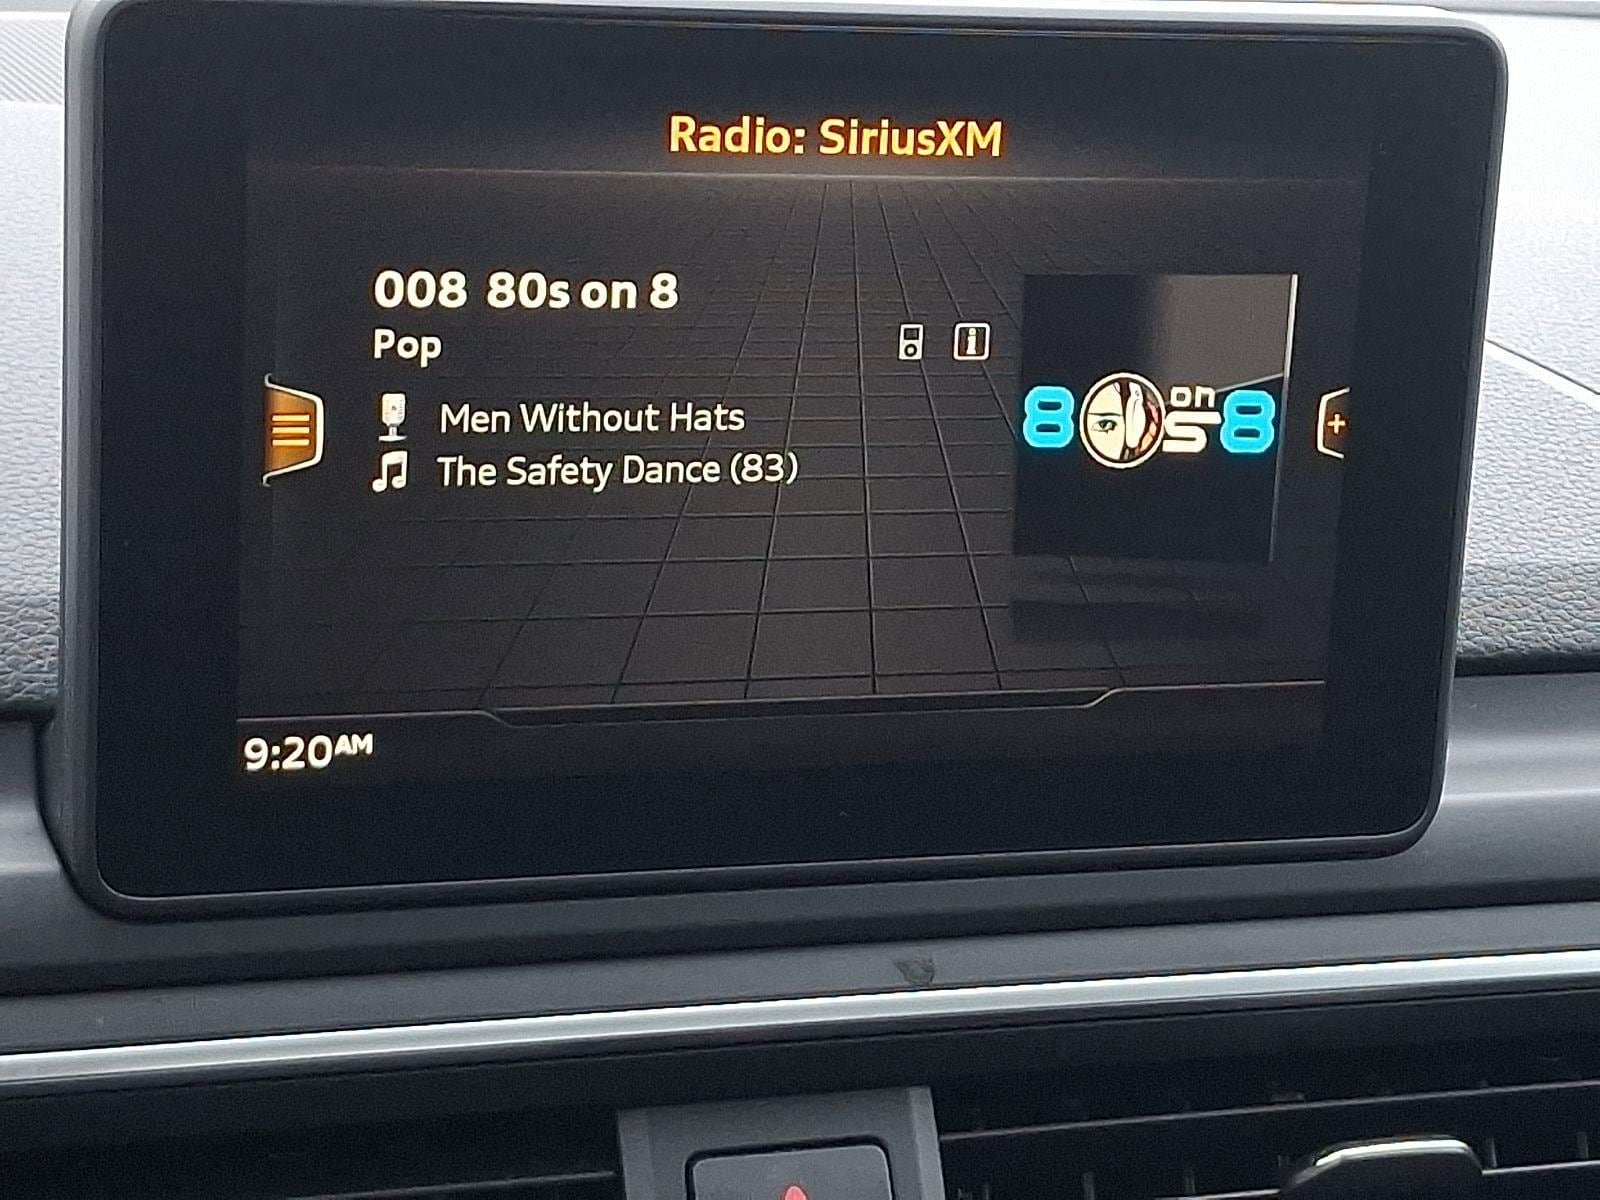 Radio: SiriusXM
008 80s on 8
Pop
Men Without Hats
The Safety Dance (83)
80s on 8
9:20AM